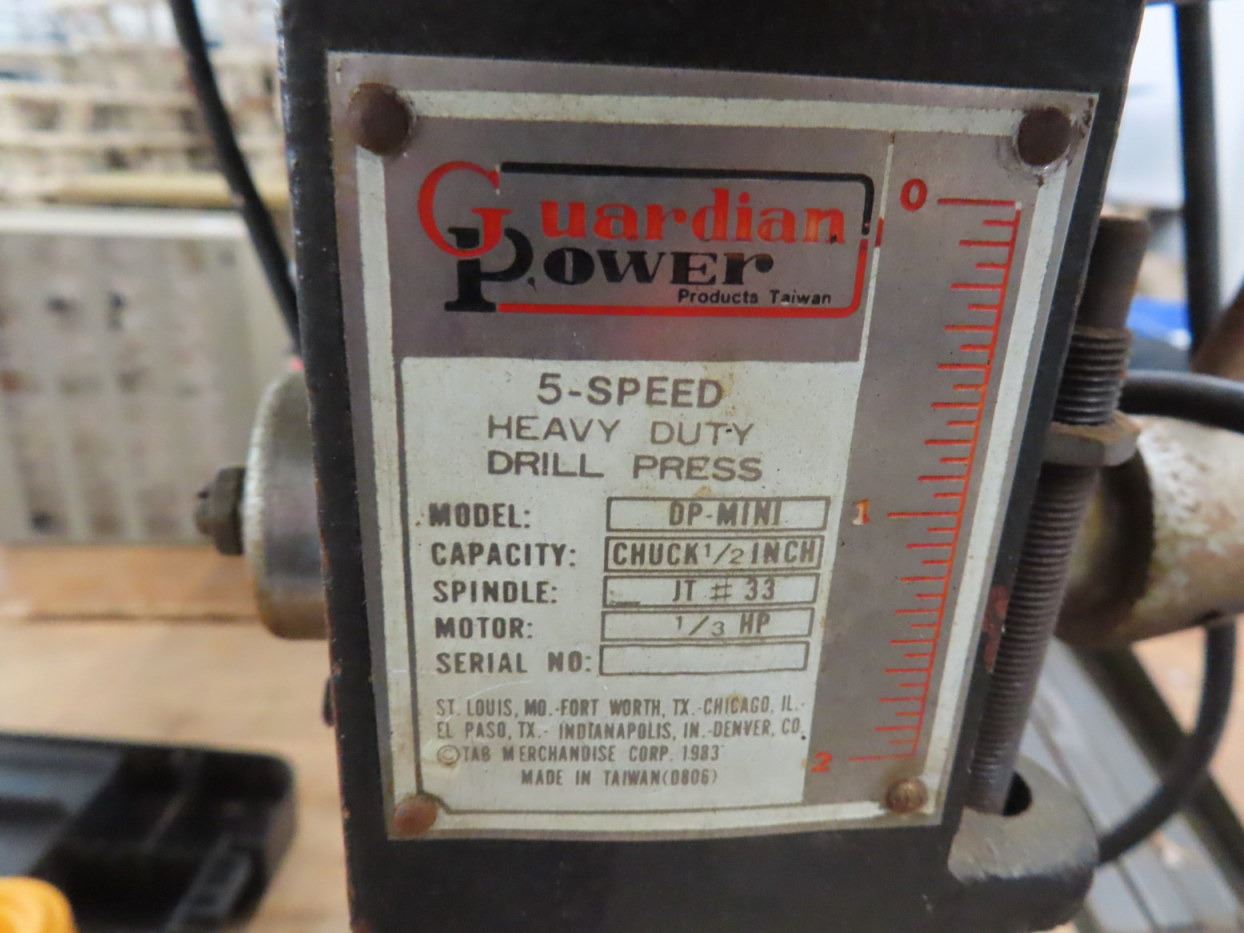 Guardian
Power
Products Taiwan
5-SPEED
HEAVY DUTY
DRILL PRESS
MODEL: DP-MINI
CAPACITY: CHUCK 1/2 INCH
SPINDLE: JT # 33
MOTOR: 1/3 HP
SERIAL NO:
ST. LOUIS, MO.-FORT WORTH, TX.-CHICAGO, IL.-
EL PASO, TX.- INDIANAPOLIS, IN.-DENVER, CO.
©TAB MERCHANDISE CORP. 1983
MADE IN TAIWAN(0806)
0
1
2